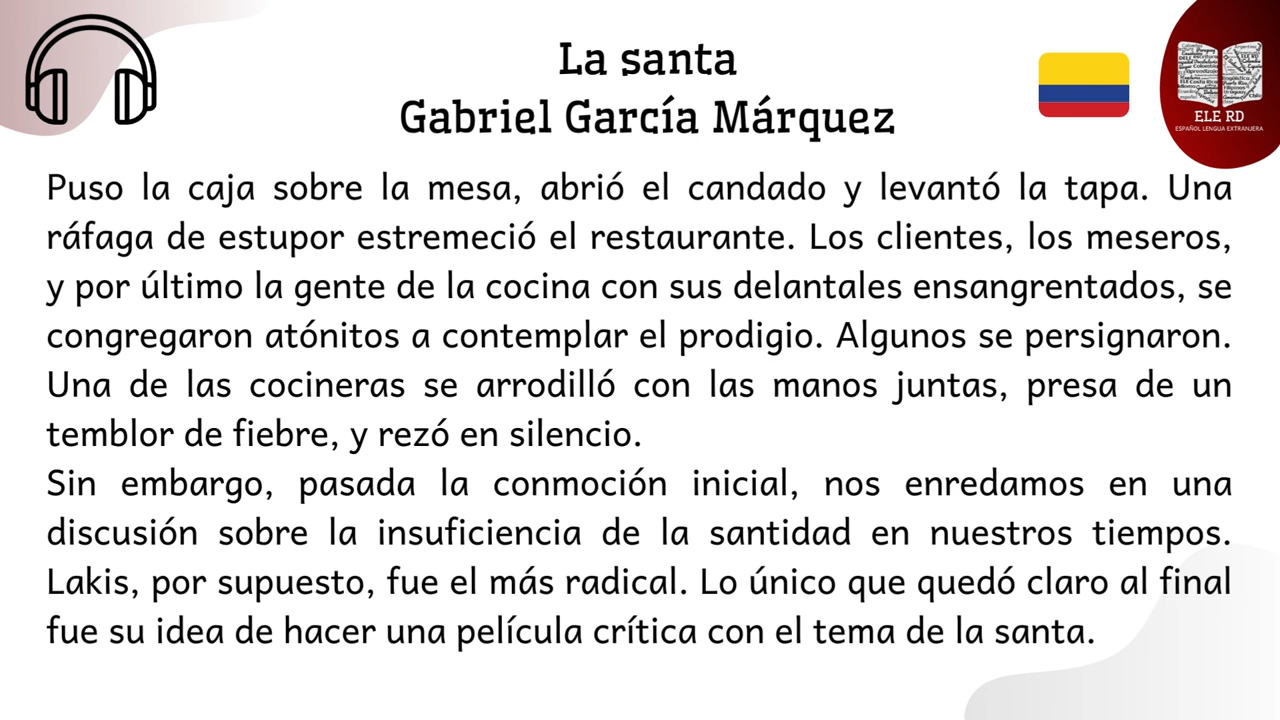 La santa
Gabriel García Márquez
ELE RD
ESPAÑOL LENGUA EXTRANJERA
Puso la caja sobre la mesa, abrió el candado y levantó la tapa. Una
ráfaga de estupor estremeció el restaurante. Los clientes, los meseros,
y por último la gente de la cocina con sus delantales ensangrentados, se
congregaron atónitos a contemplar el prodigio. Algunos se persignaron.
Una de las cocineras se arrodilló con las manos juntas, presa de un
temblor de fiebre, y rezó en silencio.
Sin embargo, pasada la conmoción inicial, nos enredamos en una
discusión sobre la insuficiencia de la santidad en nuestros tiempos.
Lakis, por supuesto, fue el más radical. Lo único que quedó claro al final
fue su idea de hacer una película crítica con el tema de la santa.